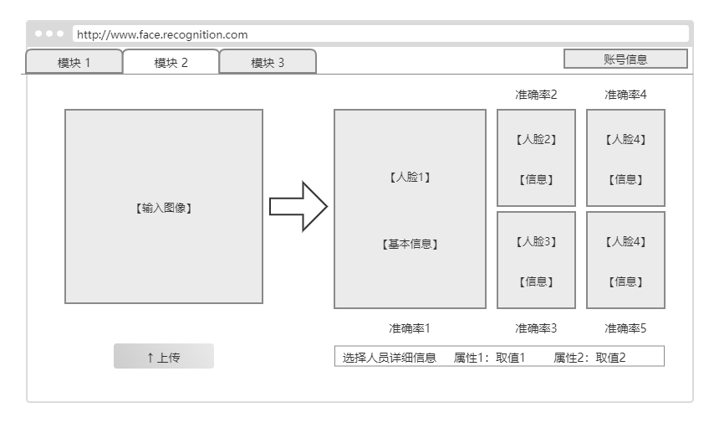 http://www.face.recognition.com
模块 1 模块 2 模块 3 账号信息
准确率2 准确率4
【人脸1】
【基本信息】
【人脸2】
【信息】
【人脸4】
【信息】
【输入图像】
【人脸3】
【信息】
【人脸4】
【信息】
准确率1 准确率3 准确率5
↑上传
选择人员详细信息 属性1：取值1 属性2：取值2